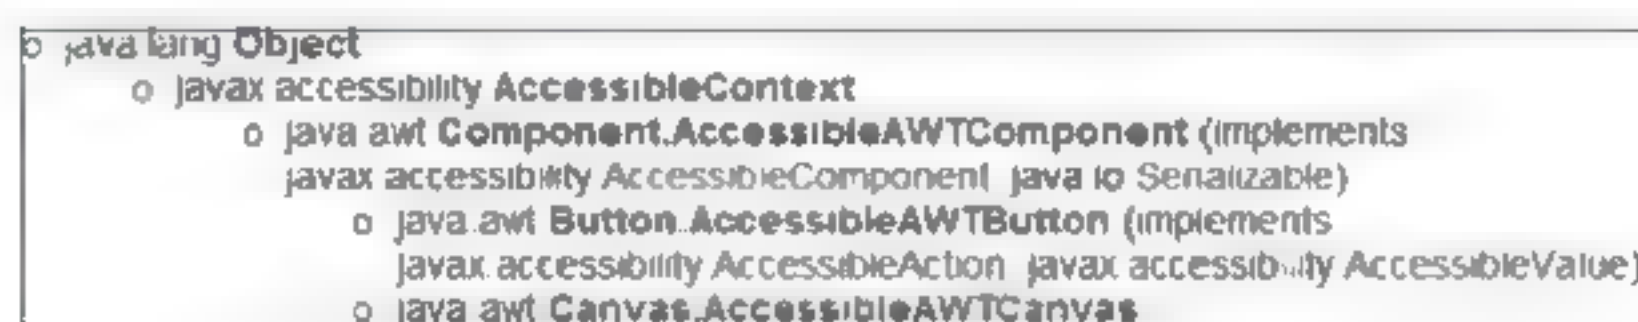 o java lang Object
o javax accessibility AccessibleContext
o java awt Component.AccessibleAWTComponent (implements
javax accessibility AccessibleComponent java io Serializable)
o java.awt Button.AccessibleAWTButton (implements
javax.accessibility AccessibleAction javax accessibility AccessibleValue)
o java awt Canvas.AccessibleAWTCanvas